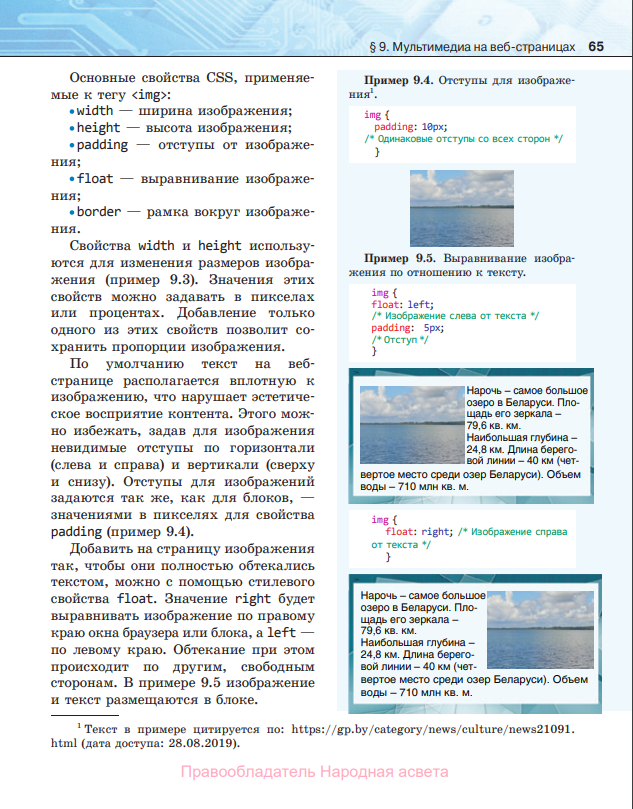 § 9. Мультимедиа на веб-страницах 65
Основные свойства CSS, применяе-
мые к тегу <img>:
• width — ширина изображения;
• height — высота изображения;
• padding — отступы от изображе-
ния;
• float — выравнивание изображе-
ния;
• border — рамка вокруг изображе-
ния.
Свойства width и height использу-
ются для изменения размеров изобра-
жения (пример 9.3). Значения этих
свойств можно задавать в пикселах
или процентах. Добавление только
одного из этих свойств позволит со-
хранить пропорции изображения.
По умолчанию текст на веб-
странице располагается вплотную к
изображению, что нарушает эстетиче-
ское восприятие контента. Этого мож-
но избежать, задав для изображения
невидимые отступы по горизонтали
(слева и справа) и вертикали (сверху
и снизу). Отступы для изображений
задаются так же, как для блоков, —
значениями в пикселях для свойства
padding (пример 9.4).
Добавить на страницу изображения
так, чтобы они полностью обтекались
текстом, можно с помощью стилевого
свойства float. Значение right будет
выравнивать изображение по правому
краю окна браузера или блока, а left —
по левому краю. Обтекание при этом
происходит по другим, свободным
сторонам. В примере 9.5 изображение
и текст размещаются в блоке.
Пример 9.4. Отступы для изображе-
ния¹.
img {
padding: 10px;
/* Одинаковые отступы со всех сторон */
}
Пример 9.5. Выравнивание изобра-
жения по отношению к тексту.
img {
float: left;
/* Изображение слева от текста */
padding: 5px;
/* Отступ */
}
Нарочь – самое большое
озеро в Беларуси. Пло-
щадь его зеркала –
79,6 кв. км.
Наибольшая глубина –
24,8 км. Длина берего-
вой линии – 40 км (чет-
вертое место среди озер Беларуси). Объем
воды – 710 млн кв. м.
img {
float: right; /* Изображение справа
от текста */
}
Нарочь – самое большое
озеро в Беларуси. Пло-
щадь его зеркала –
79,6 кв. км.
Наибольшая глубина –
24,8 км. Длина берего-
вой линии – 40 км (чет-
вертое место среди озер Беларуси). Объем
воды – 710 млн кв. м.
¹ Текст в примере цитируется по: https://gp.by/category/news/culture/news21091.
html (дата доступа: 28.08.2019).
Правообладатель Народная асвета